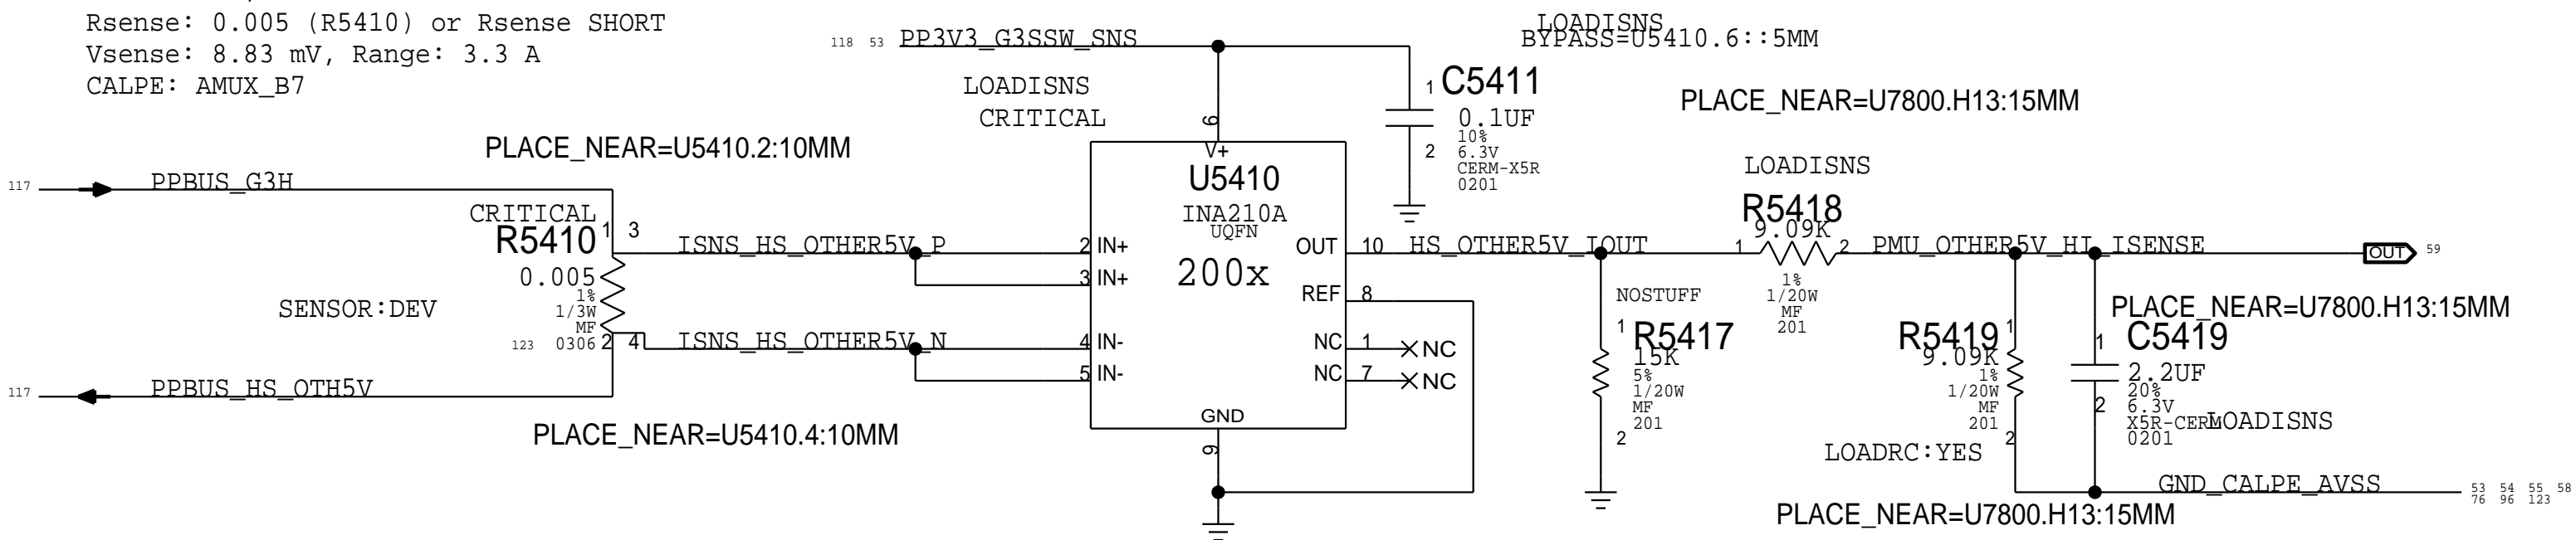 Rsense: 0.005 (R5410) or Rsense SHORT
Vsense: 8.83 mV, Range: 3.3 A
CALPE: AMUX_B7
118 53 PP3V3_G3SSW_SNS
LOADISNS
BYPASS=U5410.6::5MM
LOADISNS
CRITICAL
1 C5411
0.1UF
10%
2 6.3V
CERM-X5R
0201
PLACE_NEAR=U7800.H13:15MM
PLACE_NEAR=U5410.2:10MM
6
V+
U5410
INA210A
UQFN
200x
117 PPBUS_G3H
CRITICAL
1 3
R5410
0.005
1%
1/3W
MF
123 0306 2 4
SENSOR:DEV
ISNS_HS_OTHER5V_P
2 IN+
3 IN+
ISNS_HS_OTHER5V_N
4 IN-
5 IN-
OUT 10
REF 8
NC 1 NC
NC 7 NC
GND
9
117 PPBUS_HS_OTH5V
PLACE_NEAR=U5410.4:10MM
HS_OTHER5V_IOUT
LOADISNS
R5418
9.09K
1 2
1%
1/20W
MF
201
PMU_OTHER5V_HI_ISENSE
OUT 59
NOSTUFF
1 R5417
15K
5%
1/20W
MF
201
2
PLACE_NEAR=U7800.H13:15MM
R5419 1
9.09K
1%
1/20W
MF
201
2
LOADRC:YES
1 C5419
2.2UF
20%
2 6.3V
X5R-CERM
0201
LOADISNS
GND_CALPE_AVSS
53 54 55 58
76 96 123
PLACE_NEAR=U7800.H13:15MM